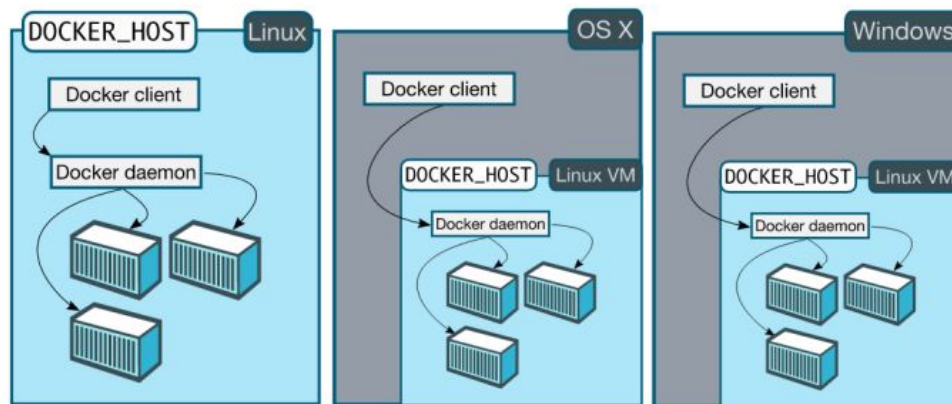 DOCKER_HOST Linux
Docker client
Docker daemon
OS X
Docker client
DOCKER_HOST Linux VM
Docker daemon
Windows
Docker client
DOCKER_HOST Linux VM
Docker daemon